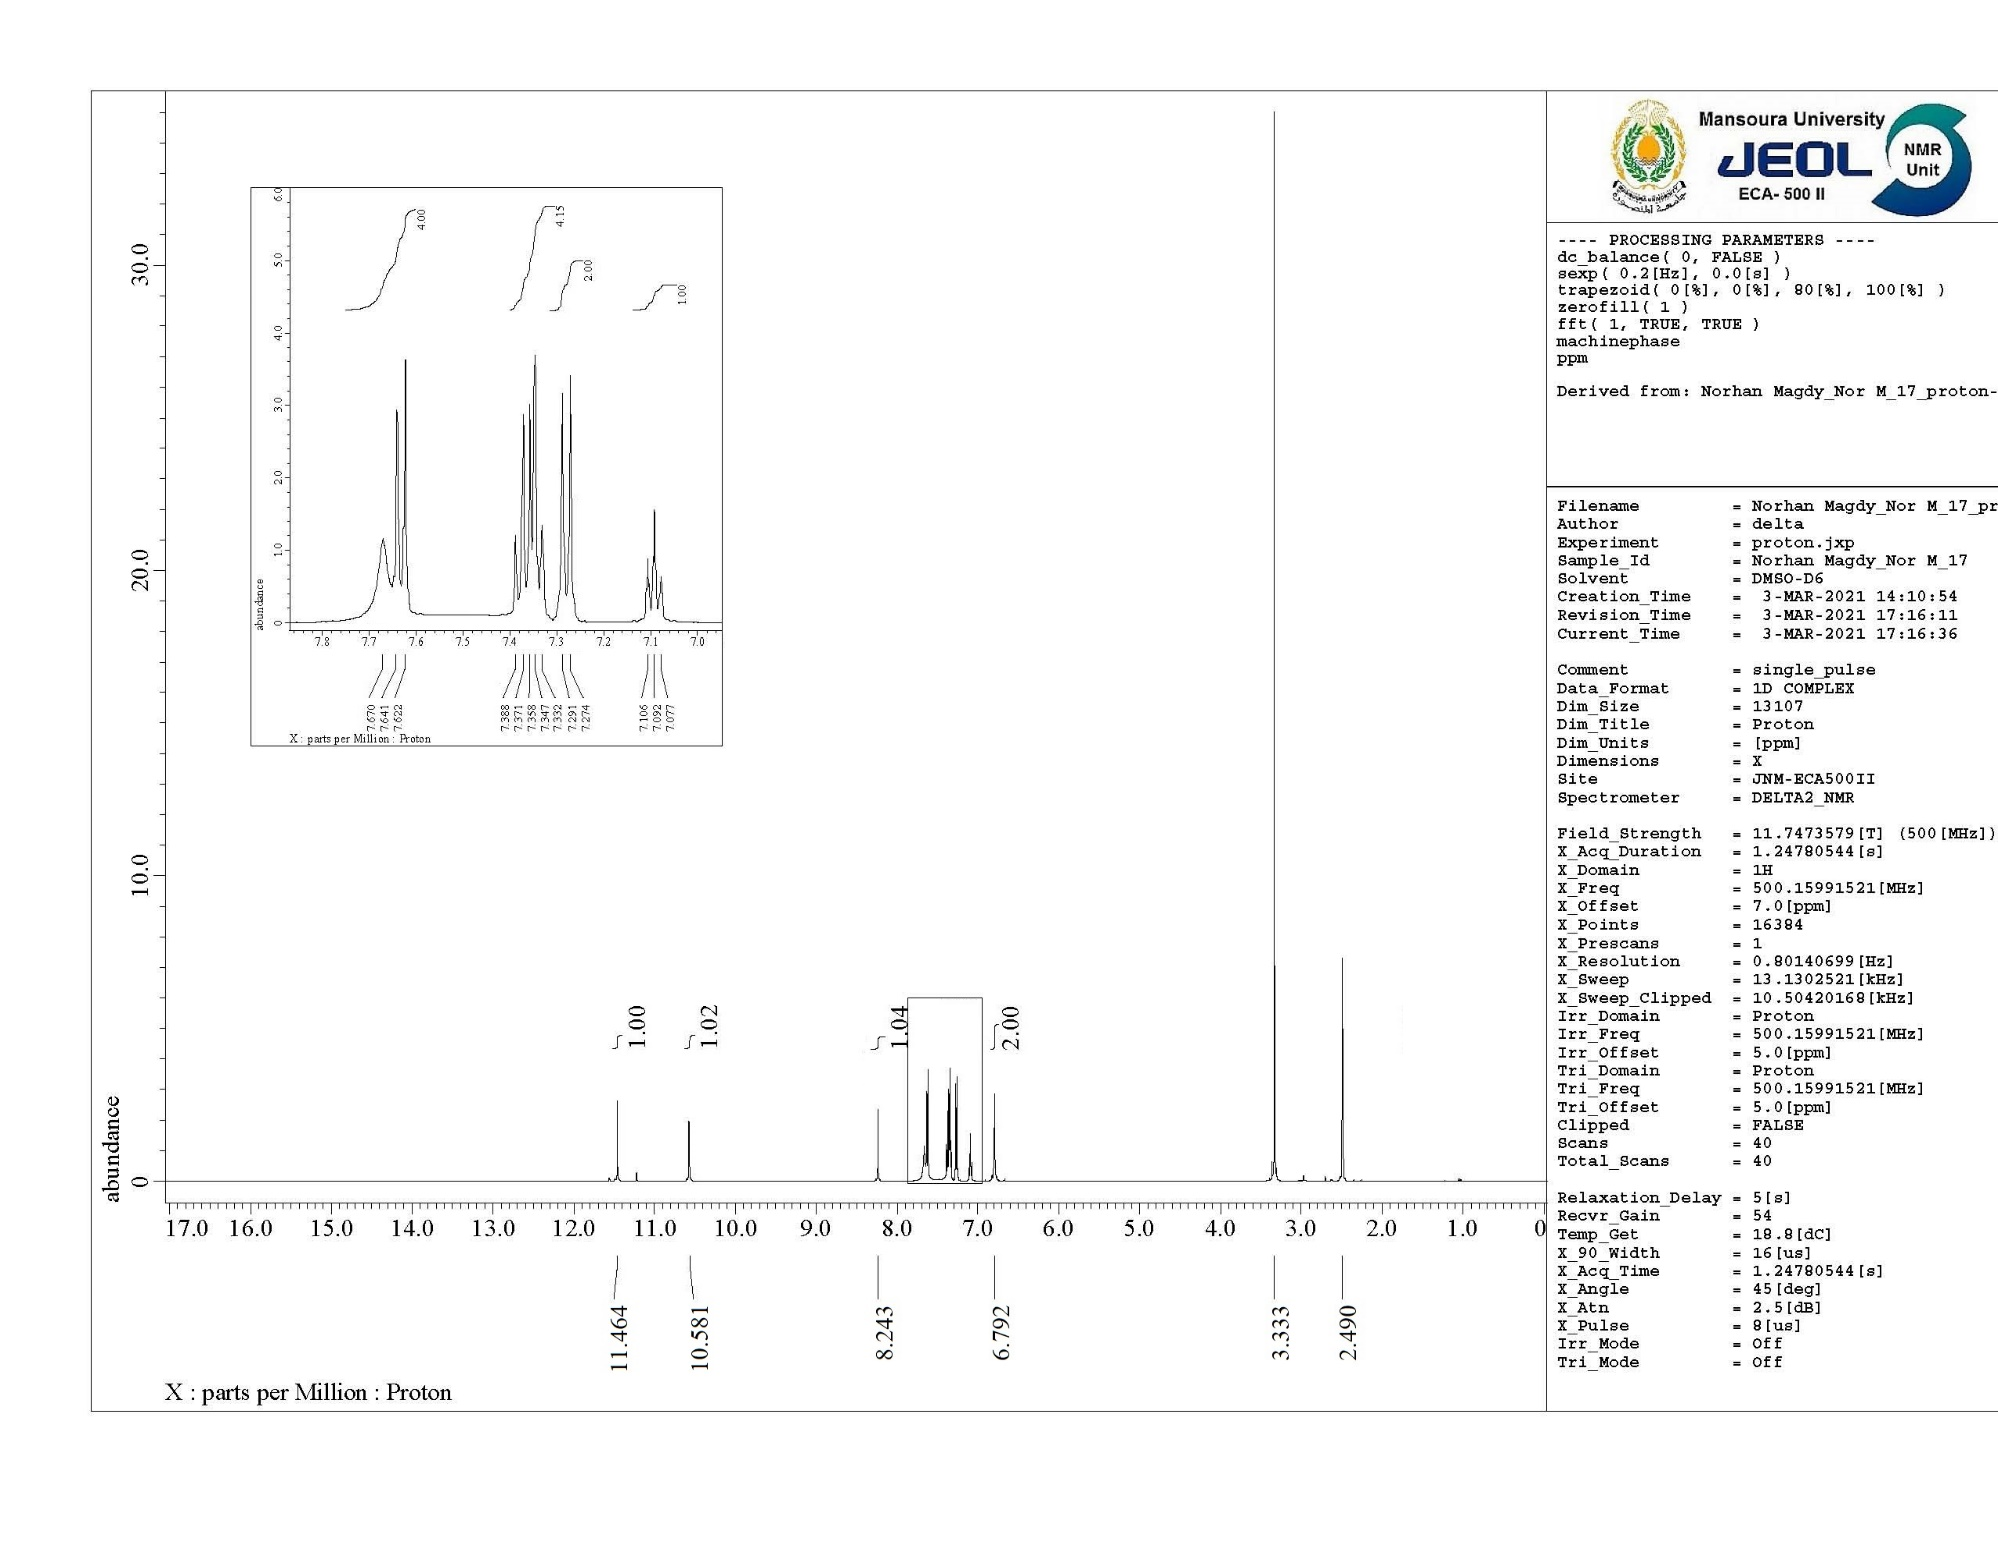 Mansoura University
JEOL
ECA- 500 II
NMR
Unit
---- PROCESSING PARAMETERS ----
dc_balance( 0, FALSE )
sexp( 0.2[Hz], 0.0[s] )
trapezoid( 0[%], 0[%], 80[%], 100[%] )
zerofill( 1 )
fft( 1, TRUE, TRUE )
machinephase
ppm
Derived from: Norhan Magdy_Nor M_17_proton-
Filename = Norhan Magdy_Nor M_17_pr
Author = delta
Experiment = proton.jxp
Sample_Id = Norhan Magdy_Nor M_17
Solvent = DMSO-D6
Creation_Time = 3-MAR-2021 14:10:54
Revision_Time = 3-MAR-2021 17:16:11
Current_Time = 3-MAR-2021 17:16:36
Comment = single_pulse
Data_Format = 1D COMPLEX
Dim_Size = 13107
Dim_Title = Proton
Dim_Units = [ppm]
Dimensions = X
Site = JNM-ECA500II
Spectrometer = DELTA2_NMR
Field_Strength = 11.7473579[T] (500[MHz])
X_Acq_Duration = 1.24780544[s]
X_Domain = 1H
X_Freq = 500.15991521[MHz]
X_Offset = 7.0[ppm]
X_Points = 16384
X_Prescans = 1
X_Resolution = 0.80140699[Hz]
X_Sweep = 13.1302521[kHz]
X_Sweep_Clipped = 10.50420168[kHz]
Irr_Domain = Proton
Irr_Freq = 500.15991521[MHz]
Irr_Offset = 5.0[ppm]
Tri_Domain = Proton
Tri_Freq = 500.15991521[MHz]
Tri_Offset = 5.0[ppm]
Clipped = FALSE
Scans = 40
Total_Scans = 40
Relaxation_Delay = 5[s]
Recvr_Gain = 54
Temp_Get = 18.8[dC]
X_90_Width = 16[us]
X_Acq_Time = 1.24780544[s]
X_Angle = 45[deg]
X_Atn = 2.5[dB]
X_Pulse = 8[us]
Irr_Mode = Off
Tri_Mode = Off
abundance
30.0
20.0
10.0
0
abundance
6.0
5.0
4.0
3.0
2.0
1.0
0
4.00
4.15
2.00
1.00
7.8 7.7 7.6 7.5 7.4 7.3 7.2 7.1 7.0
7.670 7.641 7.622 7.388 7.371 7.358 7.347 7.332 7.291 7.274 7.106 7.092 7.077
X : parts per Million : Proton
1.00 1.02 1.04 2.00
17.0 16.0 15.0 14.0 13.0 12.0 11.0 10.0 9.0 8.0 7.0 6.0 5.0 4.0 3.0 2.0 1.0 0
11.464 10.581 8.243 6.792 3.333 2.490
X : parts per Million : Proton